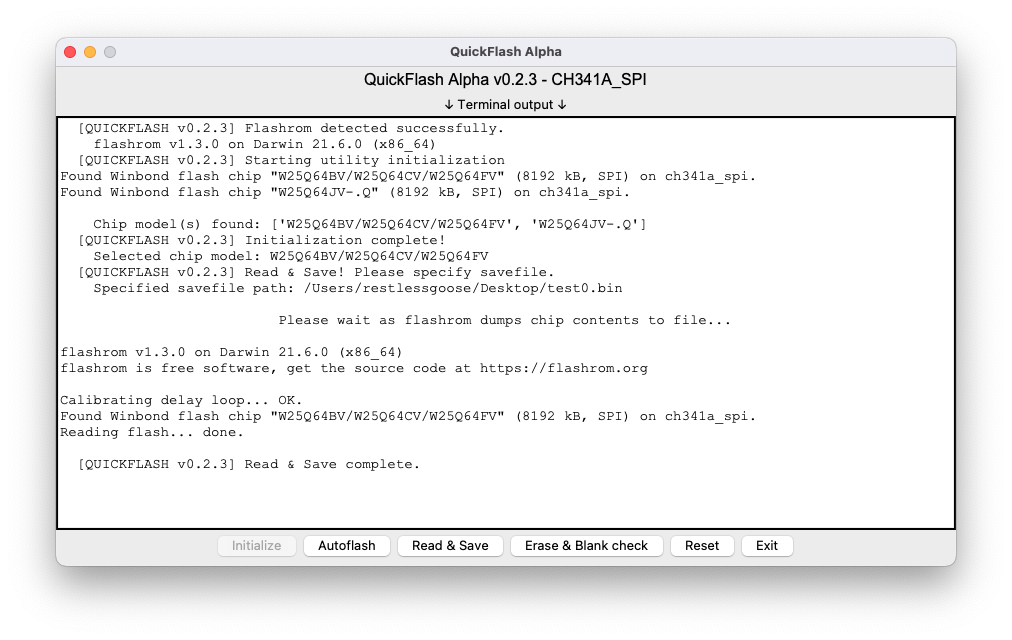 QuickFlash Alpha
QuickFlash Alpha v0.2.3 - CH341A_SPI
↓ Terminal output ↓
[QUICKFLASH v0.2.3] Flashrom detected successfully.
flashrom v1.3.0 on Darwin 21.6.0 (x86_64)
[QUICKFLASH v0.2.3] Starting utility initialization
Found Winbond flash chip "W25Q64BV/W25Q64CV/W25Q64FV" (8192 kB, SPI) on ch341a_spi.
Found Winbond flash chip "W25Q64JV-.Q" (8192 kB, SPI) on ch341a_spi.
Chip model(s) found: ['W25Q64BV/W25Q64CV/W25Q64FV', 'W25Q64JV-.Q']
[QUICKFLASH v0.2.3] Initialization complete!
Selected chip model: W25Q64BV/W25Q64CV/W25Q64FV
[QUICKFLASH v0.2.3] Read & Save! Please specify savefile.
Specified savefile path: /Users/restlessgoose/Desktop/test0.bin
Please wait as flashrom dumps chip contents to file...
flashrom v1.3.0 on Darwin 21.6.0 (x86_64)
flashrom is free software, get the source code at https://flashrom.org
Calibrating delay loop... OK.
Found Winbond flash chip "W25Q64BV/W25Q64CV/W25Q64FV" (8192 kB, SPI) on ch341a_spi.
Reading flash... done.
[QUICKFLASH v0.2.3] Read & Save complete.
Initialize Autoflash Read & Save Erase & Blank check Reset Exit